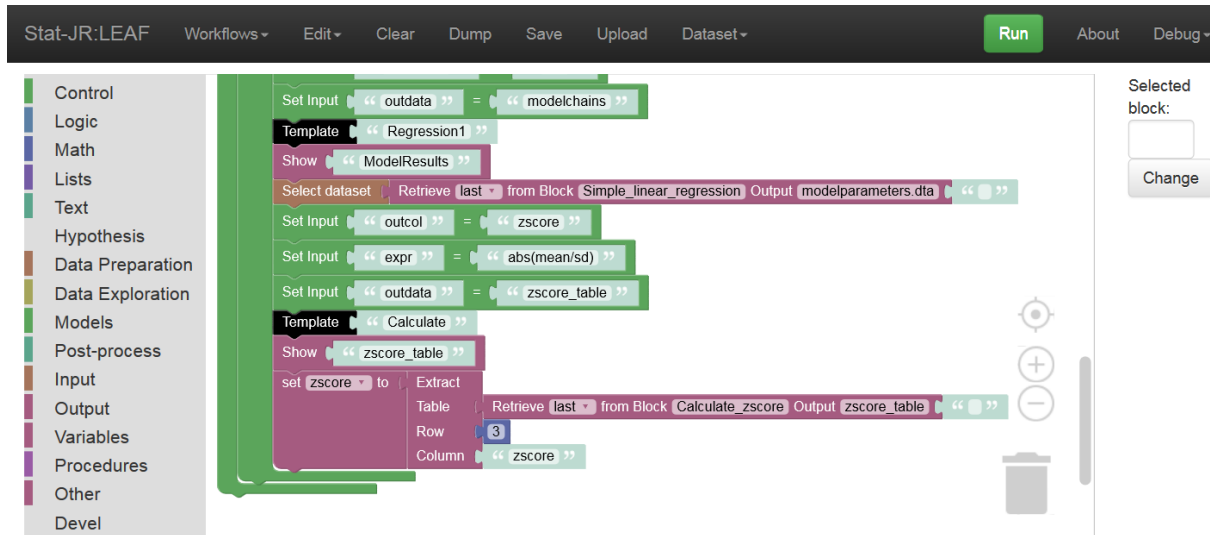 Stat-JR:LEAF Workflows Edit Clear Dump Save Upload Dataset Run About Debug
Control
Logic
Math
Lists
Text
Hypothesis
Data Preparation
Data Exploration
Models
Post-process
Input
Output
Variables
Procedures
Other
Devel
Set Input “ outdata ” = “ modelchains ”
Template “ Regression1 ”
Show “ ModelResults ”
Select dataset Retrieve last from Block Simple_linear_regression Output modelparameters.dta “ ”
Set Input “ outcol ” = “ zscore ”
Set Input “ expr ” = “ abs(mean/sd) ”
Set Input “ outdata ” = “ zscore_table ”
Template “ Calculate ”
Show “ zscore_table ”
set zscore to Extract
Table Retrieve last from Block Calculate_zscore Output zscore_table “ ”
Row 3
Column “ zscore ”
Selected
block:
Change